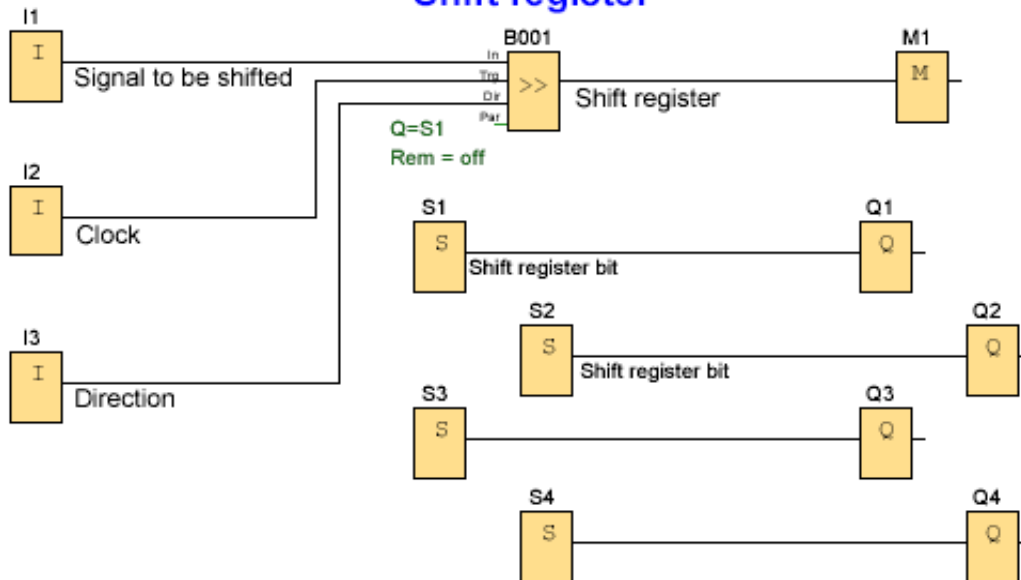 Shift register
I1
I
Signal to be shifted
B001
In
Trg
Dir
Par
>>
Shift register
M1
M
Q=S1
Rem = off
I2
I
Clock
S1
S
Shift register bit
Q1
Q
S2
S
Shift register bit
Q2
Q
I3
I
Direction
S3
S
Q3
Q
S4
S
Q4
Q